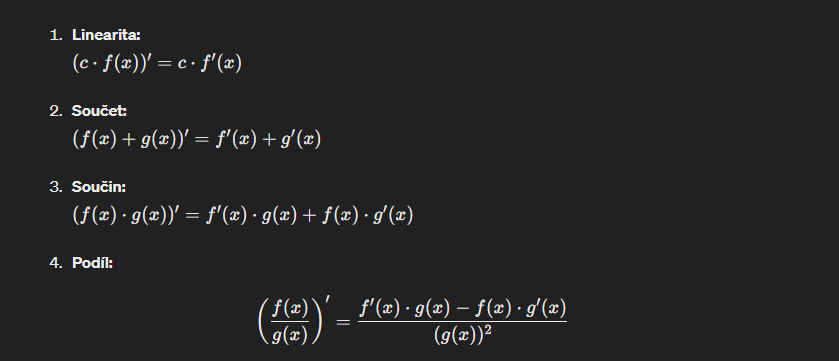 1. Linearita:
(c · f(x))′ = c · f′(x)
2. Součet:
(f(x) + g(x))′ = f′(x) + g′(x)
3. Součin:
(f(x) · g(x))′ = f′(x) · g(x) + f(x) · g′(x)
4. Podíl:
(f(x)/g(x))′ = (f′(x) · g(x) − f(x) · g′(x))/(g(x))²